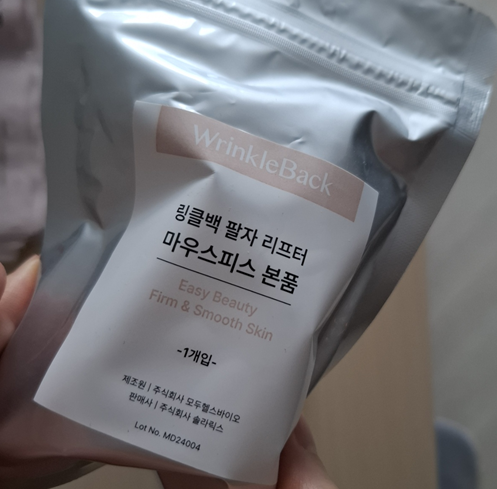 WrinkleBack
링클백 팔자 리프터
마우스피스 본품
Easy Beauty
Firm & Smooth Skin
-1개입-
제조원 | 주식회사 모두헬스바이오
판매사 | 주식회사 솔라릭스
Lot No. MD24004